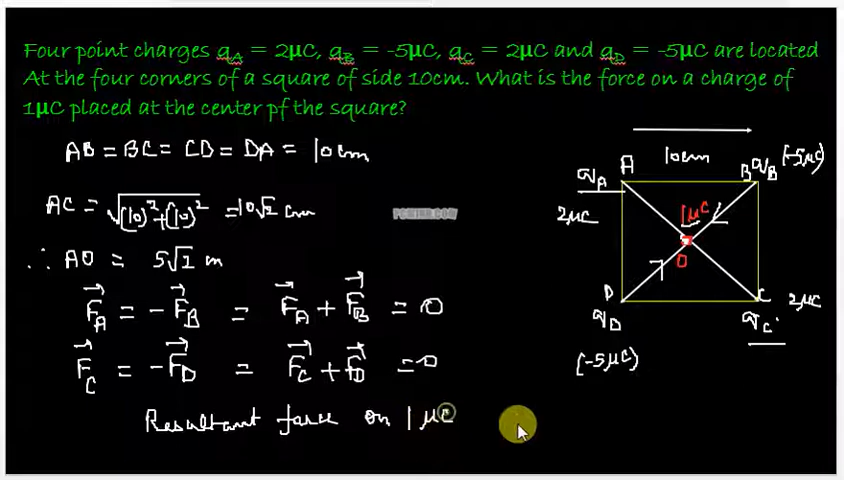 Four point charges qA = 2μC, qB = -5μC, qC = 2μC and qD = -5μC are located
At the four corners of a square of side 10cm. What is the force on a charge of
1μC placed at the center pf the square?
AB = BC = CD = DA = 10cm
AC = √(10)²+(10)² = 10√2 cm
∴ AO = 5√2 m
F⃗A = -F⃗B = F⃗A + F⃗B = 0
F⃗C = -F⃗D = F⃗C + F⃗D = 0
Resultant force on 1μC
10cm
A
B qB (-5μC)
qA
2μC
1μC
O
D
C 2μC
qD
qC
(-5μC)